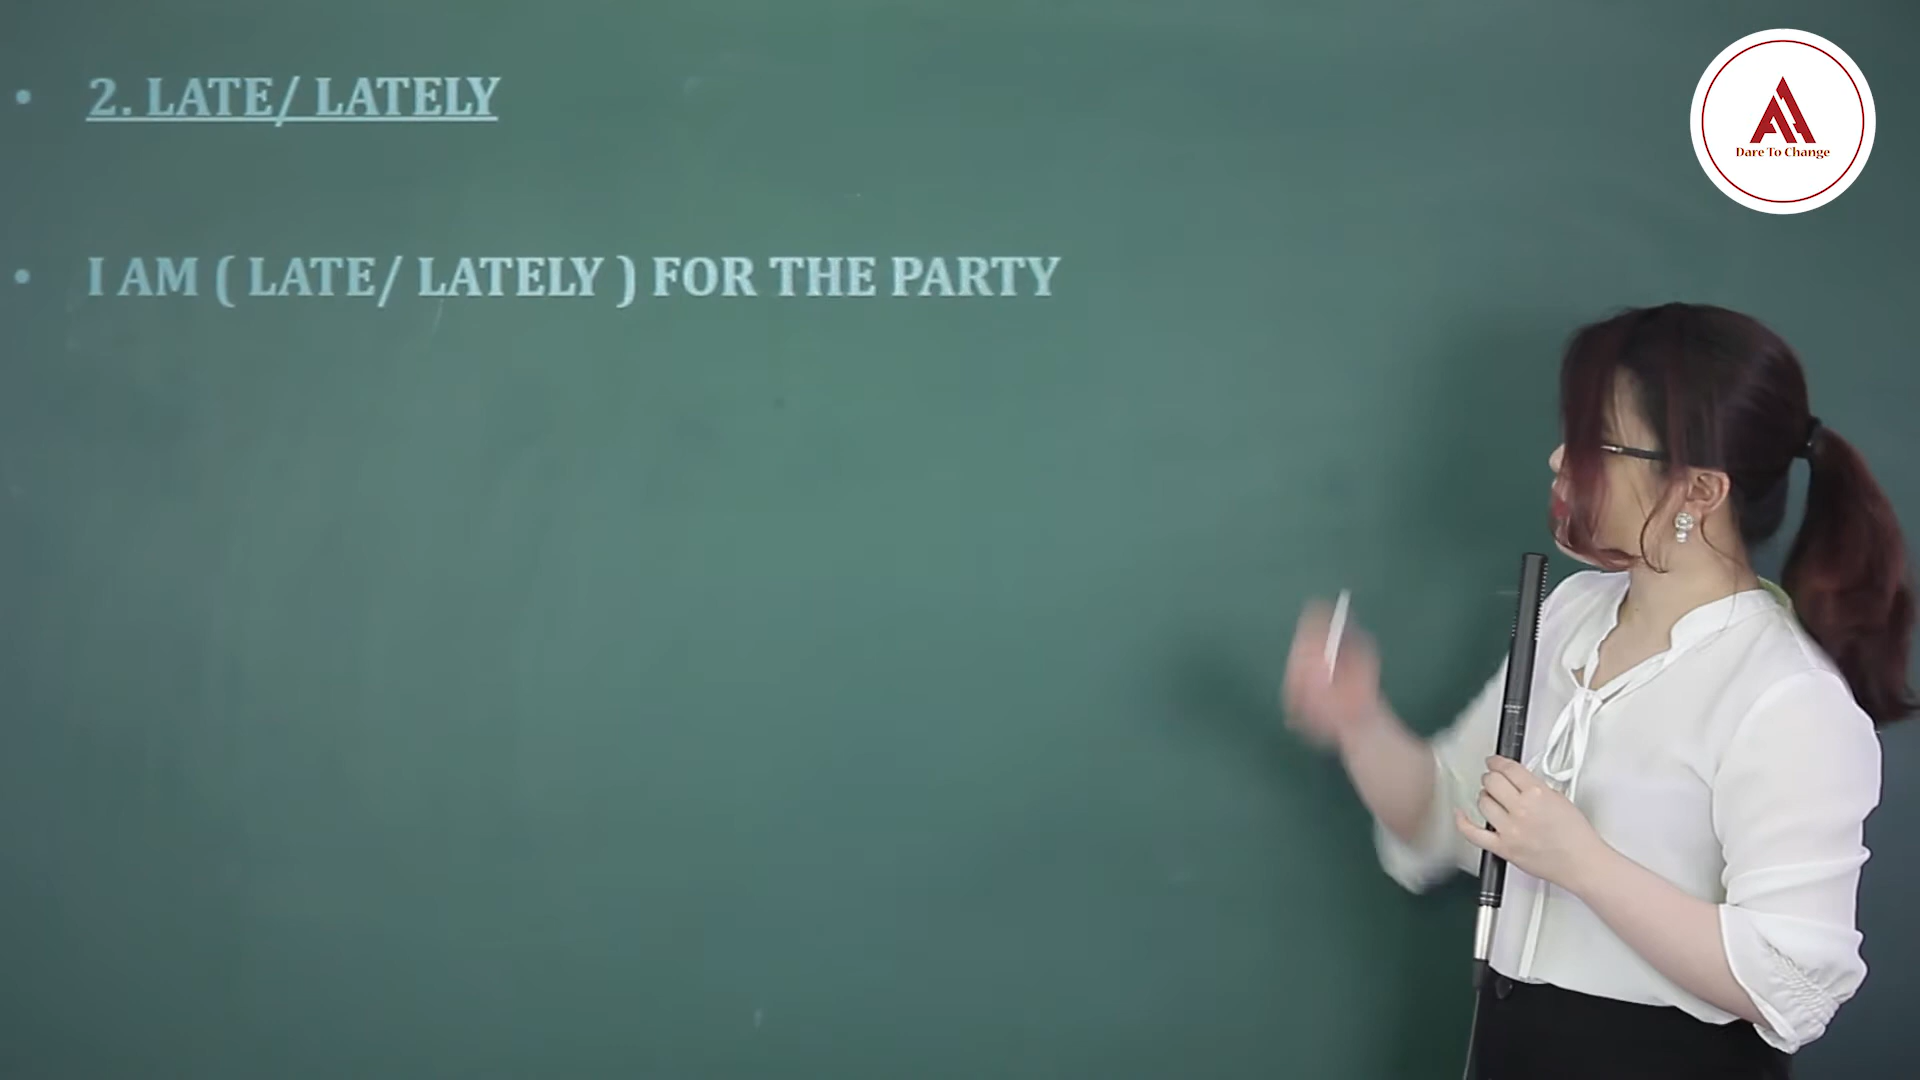 • 2. LATE/ LATELY
• I AM ( LATE/ LATELY ) FOR THE PARTY
Dare To Change